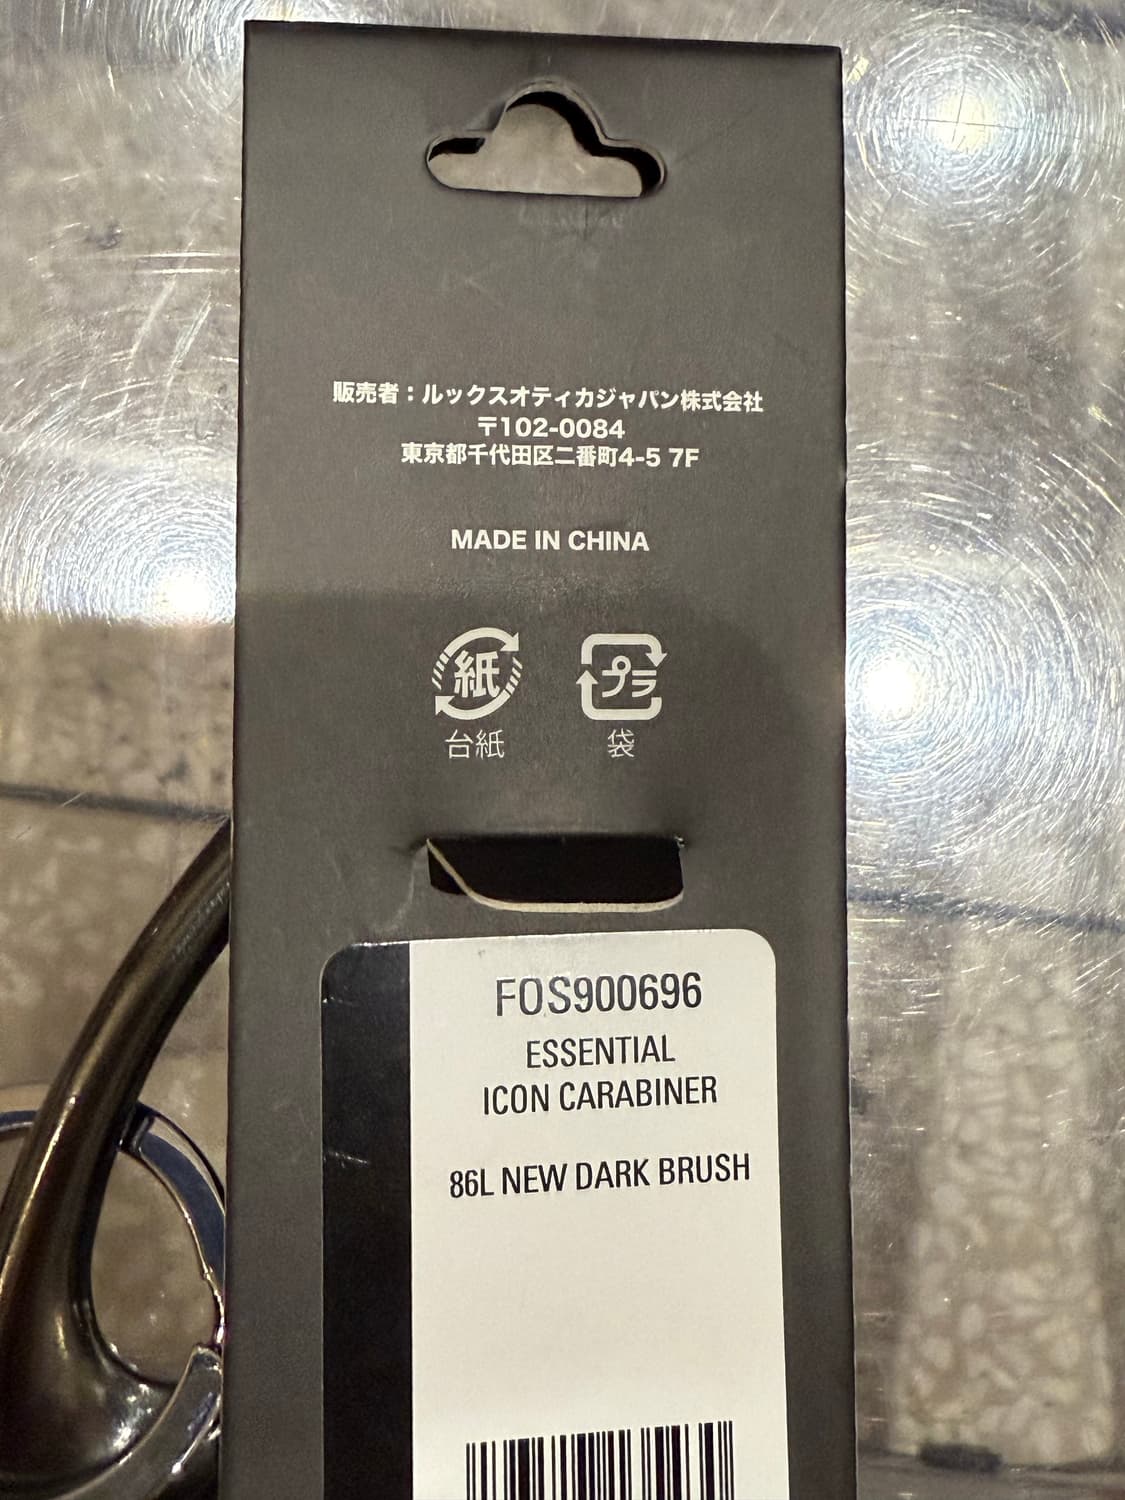 販売者：ルックスオティカジャパン株式会社
〒102-0084
東京都千代田区二番町4-5 7F
MADE IN CHINA
紙 プラ
台紙 袋
FOS900696
ESSENTIAL
ICON CARABINER
86L NEW DARK BRUSH